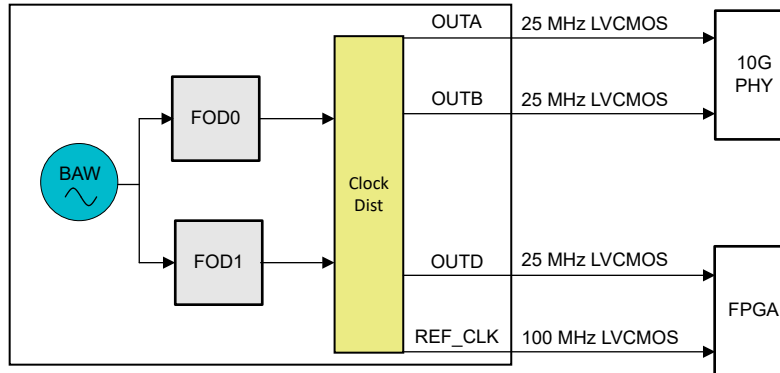 OUTA 25 MHz LVCMOS
10G
PHY
FOD0
OUTB 25 MHz LVCMOS
BAW
Clock
Dist
FOD1
OUTD 25 MHz LVCMOS
FPGA
REF_CLK 100 MHz LVCMOS